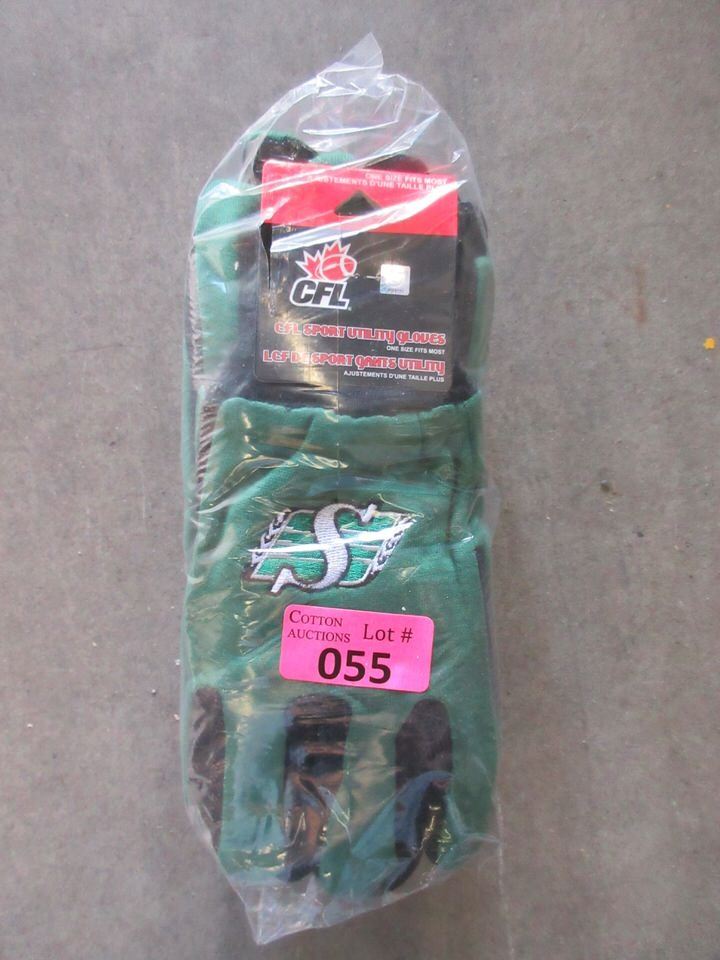 ONE SIZE FITS MOST
AJUSTEMENTS D'UNE TAILLE PLUS
CFL
CFL SPORT UTILITY GLOVES
ONE SIZE FITS MOST
LCF DE SPORT GANTS UTILITY
AJUSTEMENTS D'UNE TAILLE PLUS
S
COTTON
AUCTIONS Lot #
055